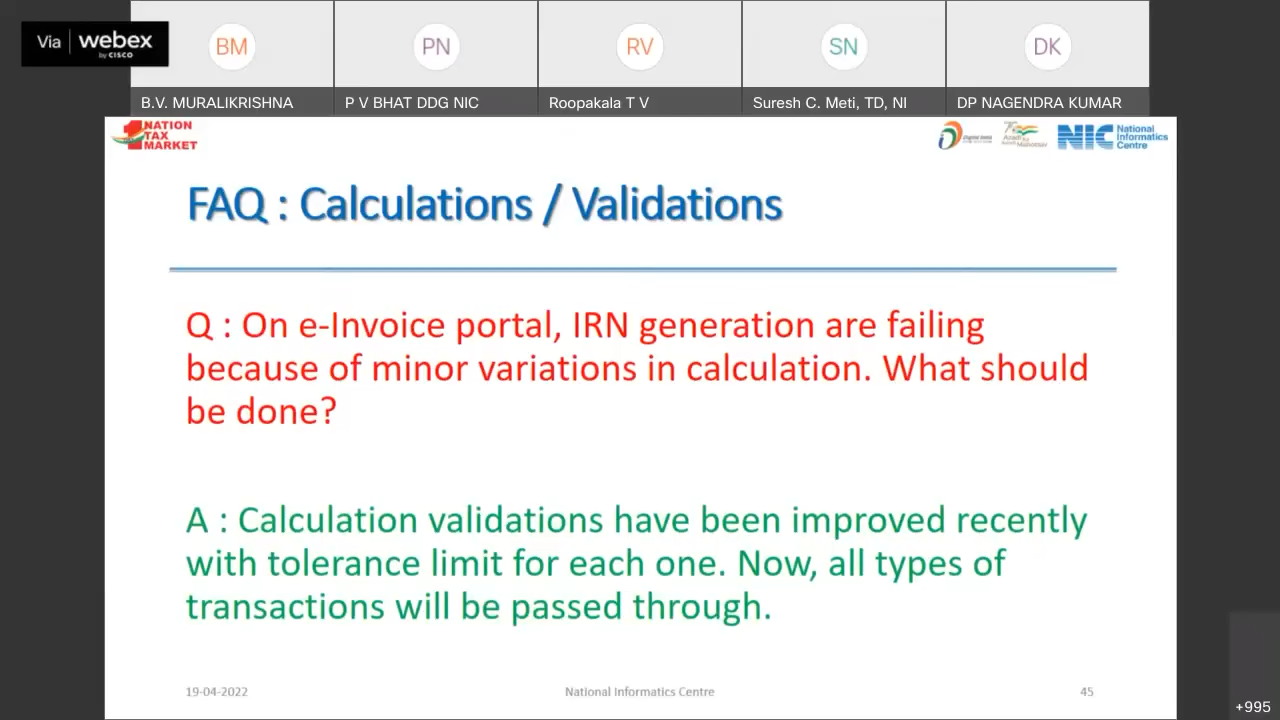 Via webex
by CISCO
BM
PN
RV
SN
DK
B.V. MURALIKRISHNA
P V BHAT DDG NIC
Roopakala T V
Suresh C. Meti, TD, NI
DP NAGENDRA KUMAR
NATION
TAX
MARKET
NIC
National
Informatics
Centre
FAQ : Calculations / Validations
Q : On e-Invoice portal, IRN generation are failing
because of minor variations in calculation. What should
be done?
A : Calculation validations have been improved recently
with tolerance limit for each one. Now, all types of
transactions will be passed through.
19-04-2022
National Informatics Centre
45
+995